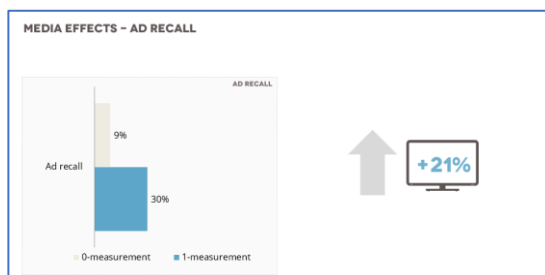 MEDIA EFFECTS – AD RECALL
AD RECALL
9%
Ad recall
30%
0-measurement 1-measurement
+21%